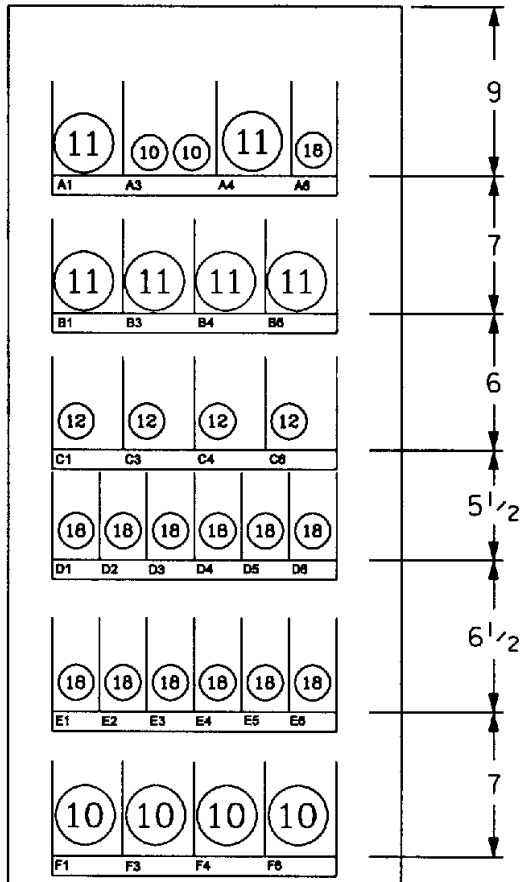 9
11 10 10 11 18
A1 A3 A4 A6
7
11 11 11 11
B1 B3 B4 B6
6
12 12 12 12
C1 C3 C4 C6
5 1/2
18 18 18 18 18 18
D1 D2 D3 D4 D5 D6
6 1/2
18 18 18 18 18 18
E1 E2 E3 E4 E5 E6
7
10 10 10 10
F1 F3 F4 F6